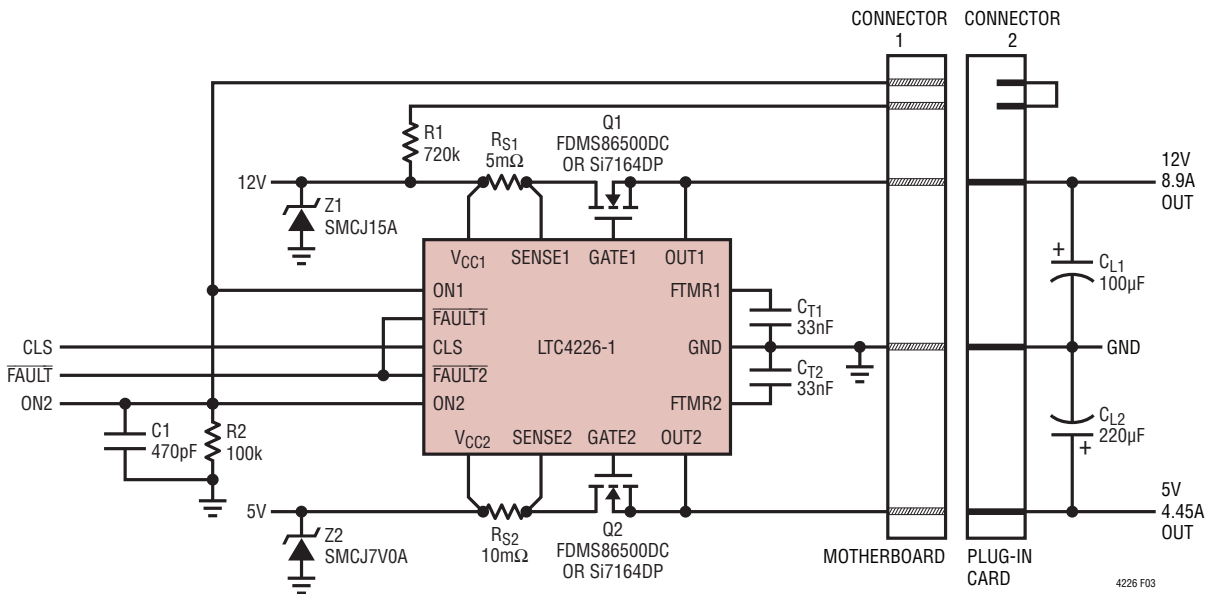 CONNECTOR
1
CONNECTOR
2
R1
720k
RS1
5mΩ
Q1
FDMS86500DC
OR Si7164DP
12V
Z1
SMCJ15A
12V
8.9A
OUT
VCC1
SENSE1
GATE1
OUT1
ON1
FAULT1
CLS
FAULT2
ON2
LTC4226-1
FTMR1
GND
FTMR2
CT1
33nF
CT2
33nF
CL1
100µF
+
GND
CLS
FAULT
ON2
C1
470pF
R2
100k
VCC2
SENSE2
GATE2
OUT2
CL2
220µF
+
5V
Z2
SMCJ7V0A
RS2
10mΩ
Q2
FDMS86500DC
OR Si7164DP
5V
4.45A
OUT
MOTHERBOARD
PLUG-IN
CARD
4226 F03